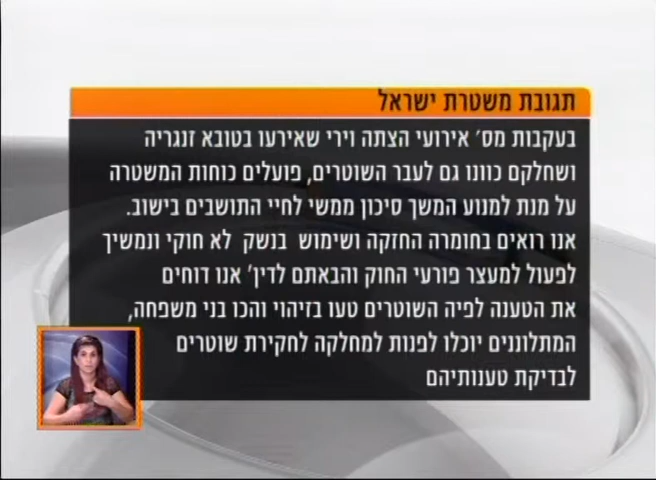 תגובת משטרת ישראל
בעקבות מס׳ אירועי הצתה וירי שאירעו בטובא זנגריה
ושחלקם כוונו גם לעבר השוטרים, פועלים כוחות המשטרה
על מנת למנוע המשך סיכון ממשי לחיי התושבים בישוב.
אנו רואים בחומרה החזקה ושימוש בנשק לא חוקי ונמשיך
לפעול למעצר פורעי החוק והבאתם לדין׳ אנו דוחים
את הטענה לפיה השוטרים טעו בזיהוי והכו בני משפחה,
המתלוננים יוכלו לפנות למחלקה לחקירת שוטרים
לבדיקת טענותיהם